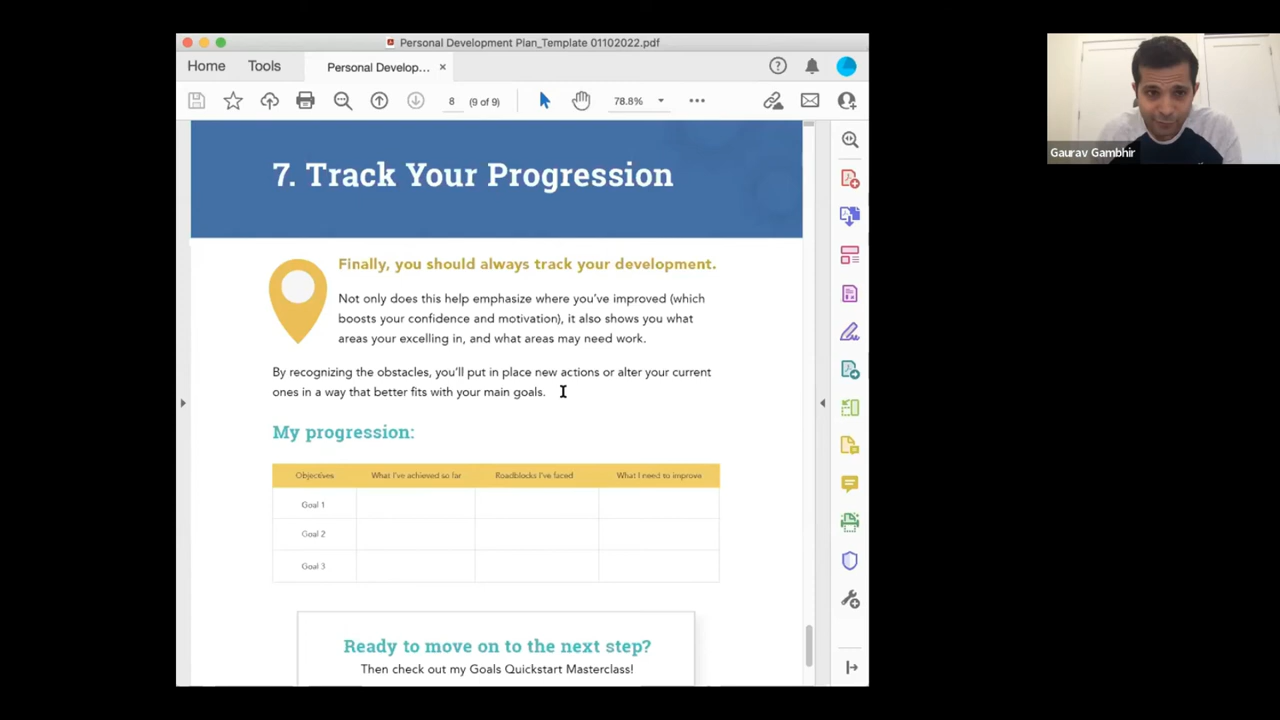 Personal Development Plan_Template 01102022.pdf
Home
Tools
Personal Develop...
8
(9 of 9)
78.8%
Gaurav Gambhir
7. Track Your Progression
Finally, you should always track your development.
Not only does this help emphasize where you've improved (which
boosts your confidence and motivation), it also shows you what
areas your excelling in, and what areas may need work.
By recognizing the obstacles, you'll put in place new actions or alter your current
ones in a way that better fits with your main goals.
My progression:
Objectives
What I've achieved so far
Roadblocks I've faced
What I need to improve
Goal 1
Goal 2
Goal 3
Ready to move on to the next step?
Then check out my Goals Quickstart Masterclass!